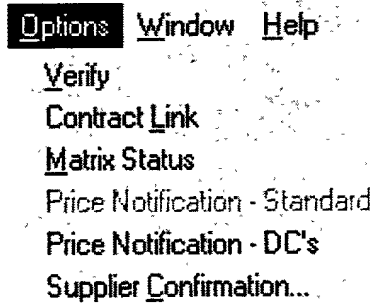 Options Window Help
Verify
Contract Link
Matrix Status
Price Notification - Standard
Price Notification - DC's
Supplier Confirmation...